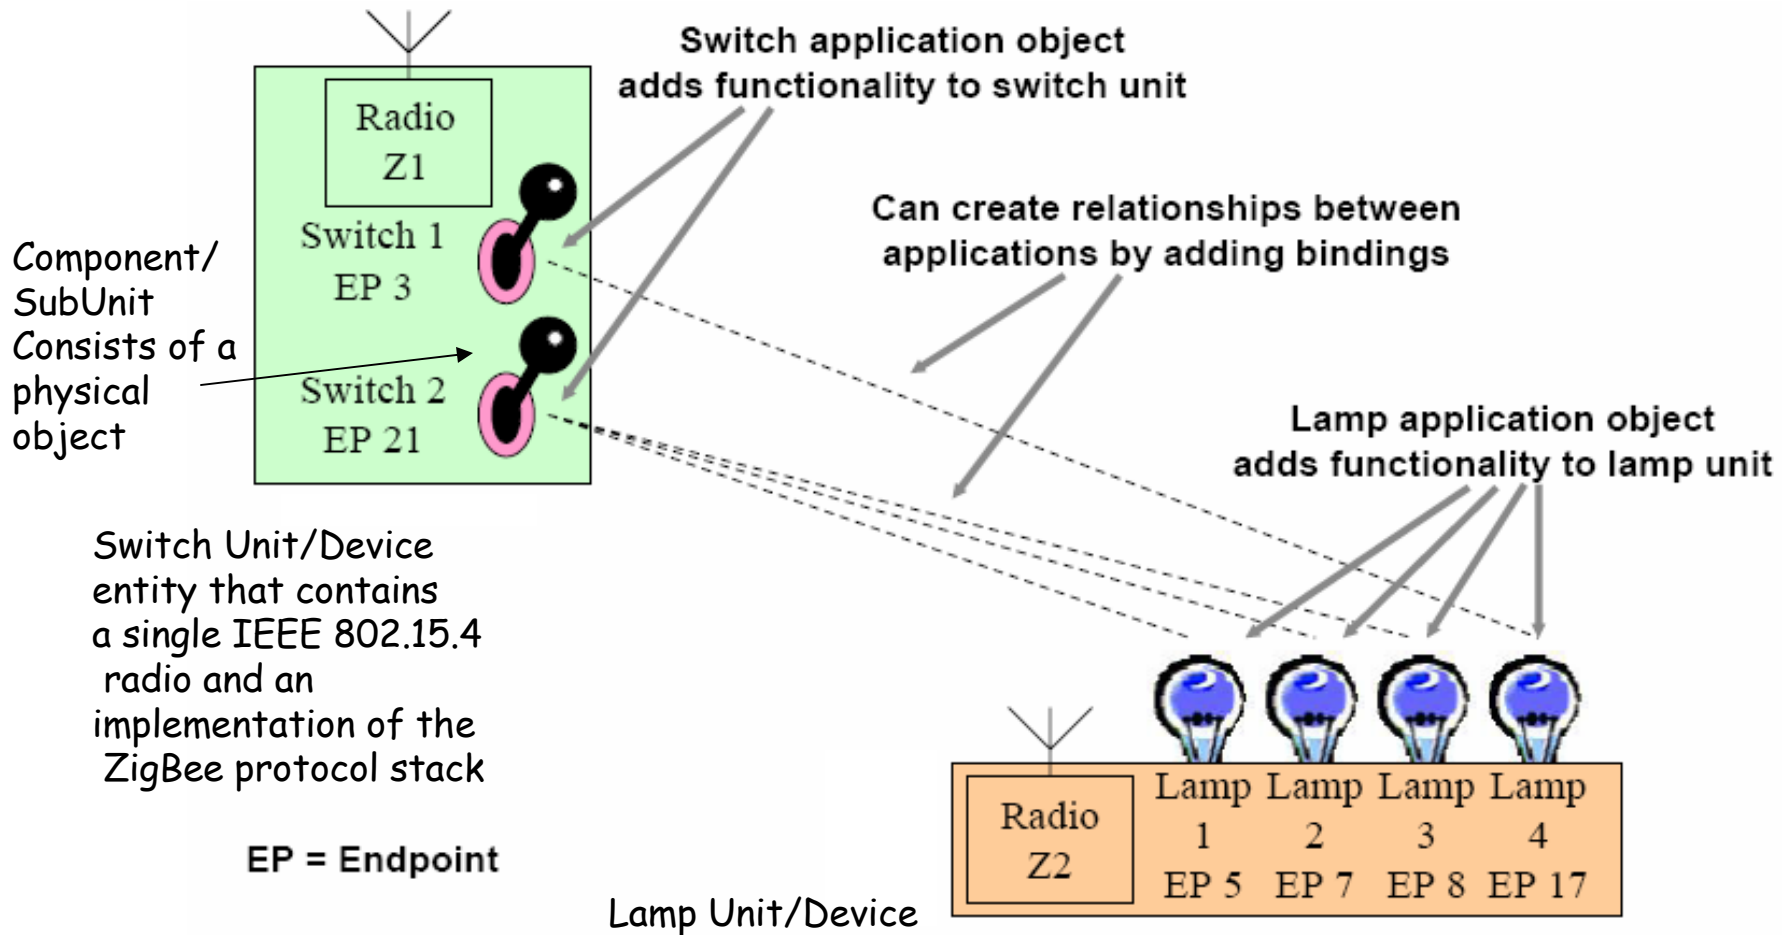 Switch application object
adds functionality to switch unit
Radio
Z1
Switch 1
EP 3
Can create relationships between
applications by adding bindings
Component/
SubUnit
Consists of a
physical
object
Switch 2
EP 21
Lamp application object
adds functionality to lamp unit
Switch Unit/Device
entity that contains
a single IEEE 802.15.4
radio and an
implementation of the
ZigBee protocol stack
EP = Endpoint
Radio
Z2
Lamp
1
EP 5
Lamp
2
EP 7
Lamp
3
EP 8
Lamp
4
EP 17
Lamp Unit/Device